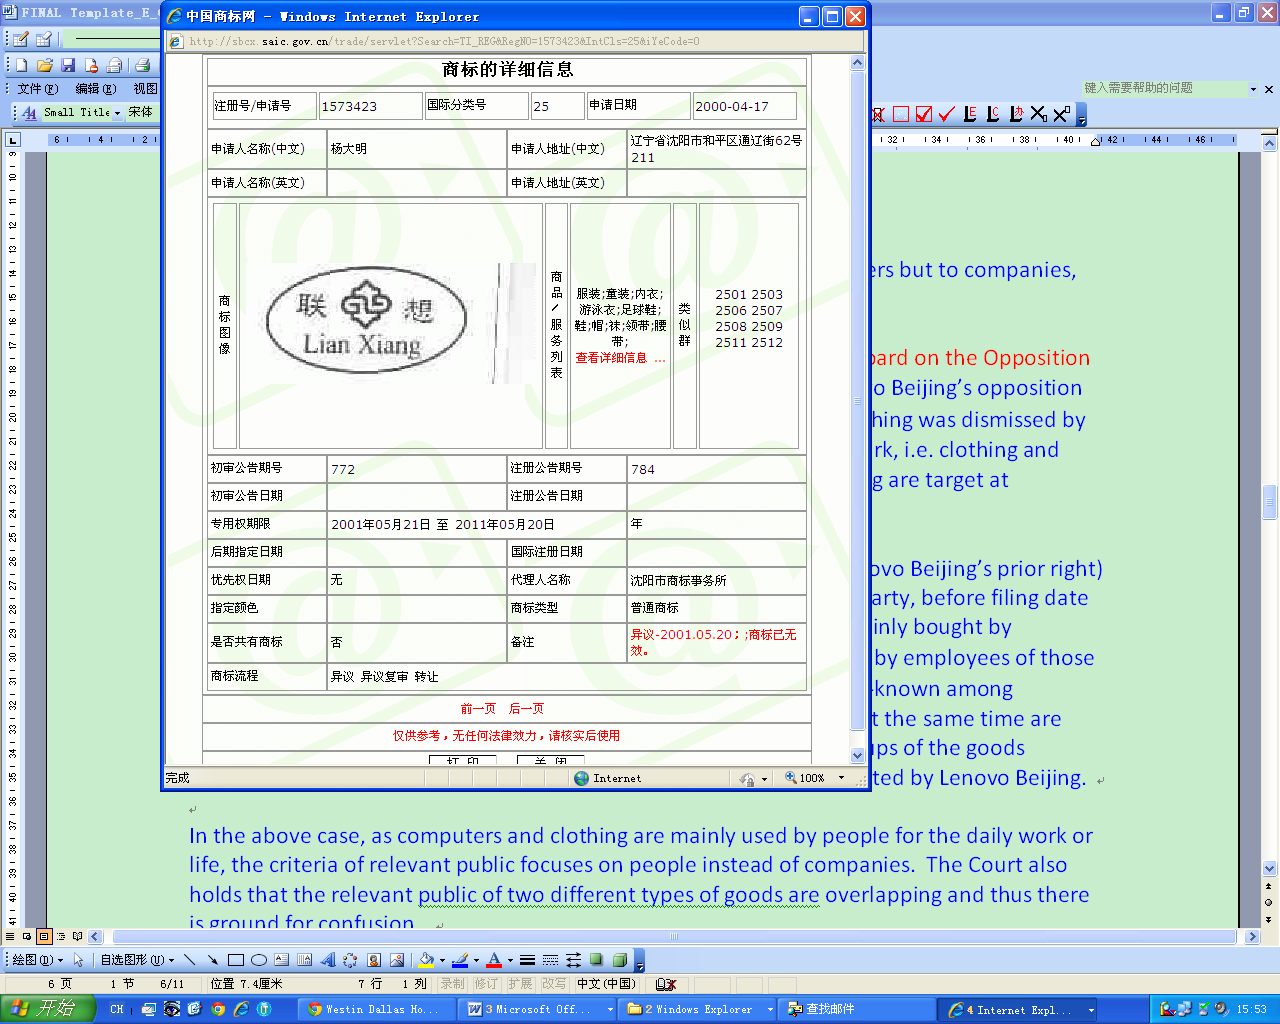 FINAL Template_E_
中国商标网 - Windows Internet Explorer
http://sbcx.saic.gov.cn/trade/servlet?Search=TI_REG&RegNO=1573423&IntCls=25&iYeCode=0
文件(F) 编辑(E) 视图
键入需要帮助的问题
Small Title 宋体
商标的详细信息
注册号/申请号 1573423 国际分类号 25 申请日期 2000-04-17
申请人名称(中文) 杨大明 申请人地址(中文) 辽宁省沈阳市和平区通辽街62号
211
申请人名称(英文) 申请人地址(英文)
商标图像
联 想
Lian Xiang
商品/服务列表
服装;童装;内衣;
游泳衣;足球鞋;
鞋;帽;袜;领带;腰
带;
查看详细信息 ...
类似群
2501 2503
2506 2507
2508 2509
2511 2512
初审公告期号 772 注册公告期号 784
初审公告日期 注册公告日期
专用权期限 2001年05月21日 至 2011年05月20日 年
后期指定日期 国际注册日期
优先权日期 无 代理人名称 沈阳市商标事务所
指定颜色 商标类型 普通商标
是否共有商标 否 备注 异议-2001.05.20；;商标已无
效。
商标流程 异议 异议复审 转让
前一页 后一页
仅供参考，无任何法律效力，请核实后使用
打 印 关 闭
完成 Internet 100%
ers but to companies,
oard on the Opposition
o Beijing’s opposition
hing was dismissed by
rk, i.e. clothing and
g are target at
ovo Beijing’s prior right)
arty, before filing date
inly bought by
by employees of those
-known among
t the same time are
ups of the goods
ted by Lenovo Beijing.
In the above case, as computers and clothing are mainly used by people for the daily work or
life, the criteria of relevant public focuses on people instead of companies. The Court also
holds that the relevant public of two different types of goods are overlapping and thus there
is ground for confusion.
绘图(D) 自选图形(U)
6 页 1 节 6/11 位置 7.4厘米 7 行 1 列 录制 修订 扩展 改写 中文(中国)
开始 CH Westin Dallas Ho... 3 Microsoft Off... 2 Windows Explorer 查找邮件 4 Internet Expl... 15:53